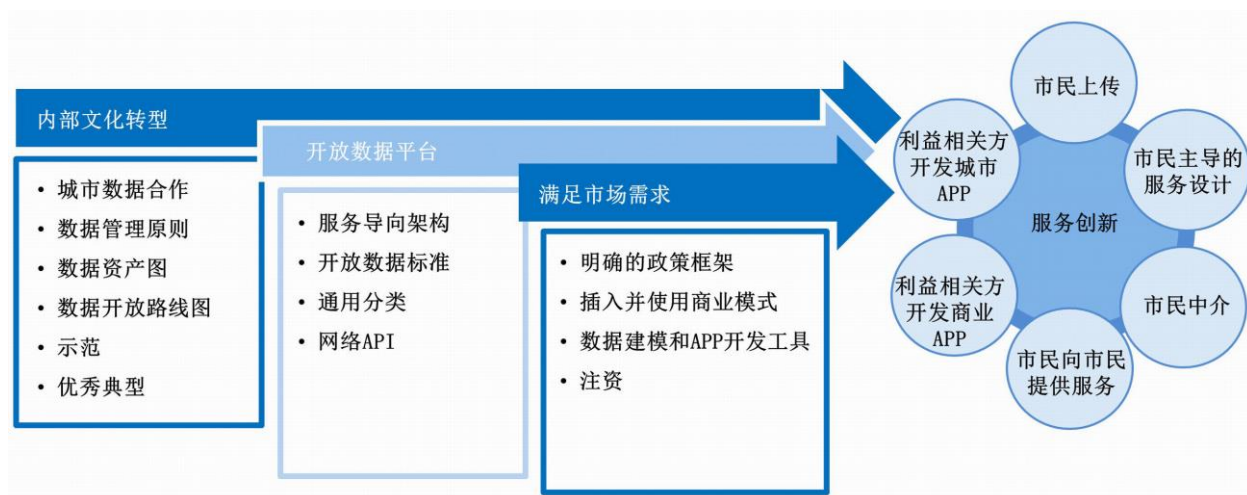 内部文化转型
• 城市数据合作
• 数据管理原则
• 数据资产图
• 数据开放路线图
• 示范
• 优秀典型
开放数据平台
• 服务导向架构
• 开放数据标准
• 通用分类
• 网络API
满足市场需求
• 明确的政策框架
• 插入并使用商业模式
• 数据建模和APP开发工具
• 注资
服务创新
市民上传
市民主导的
服务设计
市民中介
市民向市民
提供服务
利益相关方
开发商业
APP
利益相关方
开发城市
APP